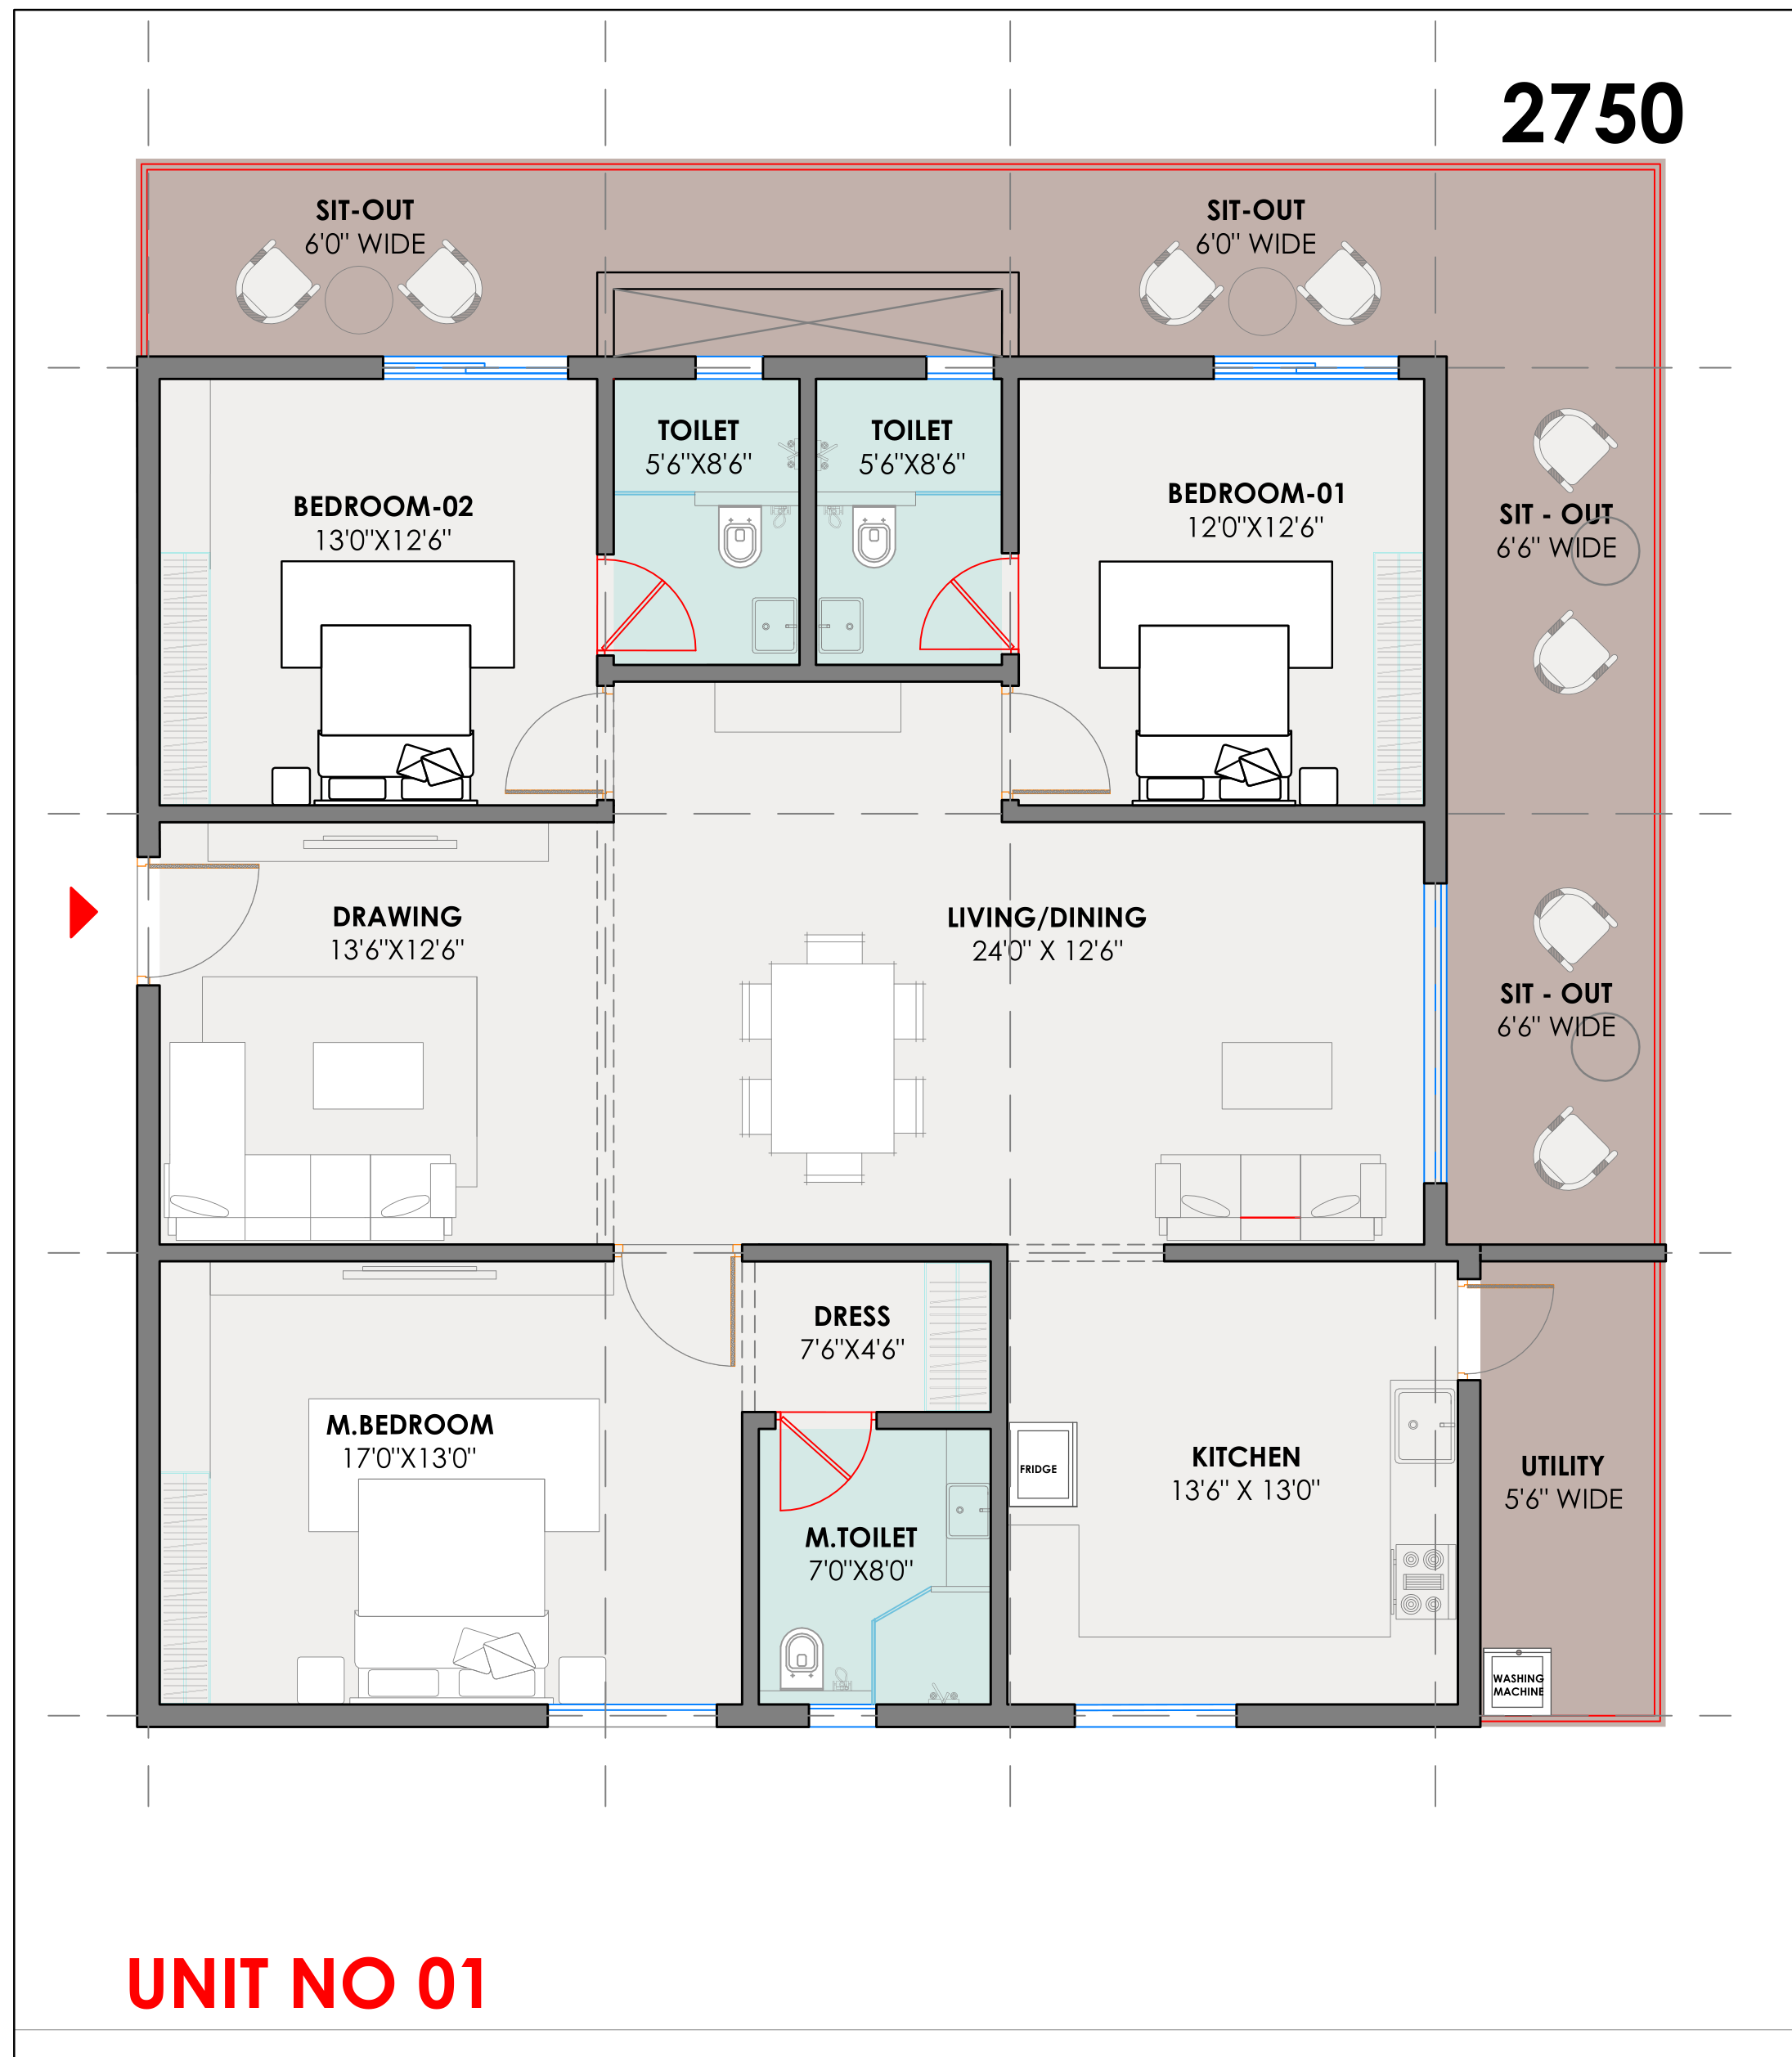 2750
SIT-OUT
6'0" WIDE
SIT-OUT
6'0" WIDE
TOILET
5'6"X8'6"
TOILET
5'6"X8'6"
BEDROOM-02
13'0"X12'6"
BEDROOM-01
12'0"X12'6"
SIT - OUT
6'6" WIDE
DRAWING
13'6"X12'6"
LIVING/DINING
24'0" X 12'6"
SIT - OUT
6'6" WIDE
DRESS
7'6"X4'6"
M.BEDROOM
17'0"X13'0"
FRIDGE
KITCHEN
13'6" X 13'0"
UTILITY
5'6" WIDE
M.TOILET
7'0"X8'0"
WASHING
MACHINE
UNIT NO 01